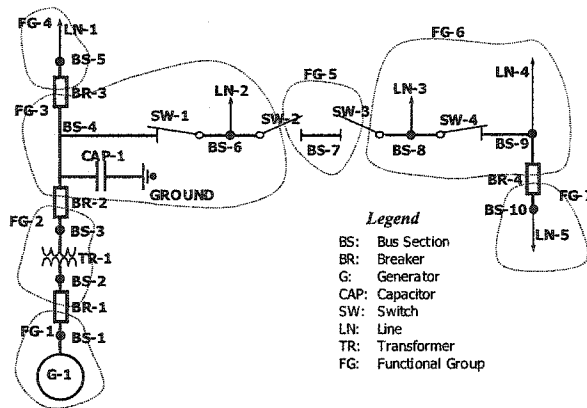 FG-4
LN-1
BS-5
BR-3
FG-3
BS-4
SW-1
LN-2
BS-6
SW-2
FG-5
BS-7
SW-3
LN-3
BS-8
SW-4
FG-6
LN-4
BS-9
BR-4
FG-7
BS-10
LN-5
CAP-1
GROUND
BR-2
FG-2
BS-3
TR-1
BS-2
BR-1
FG-1
BS-1
G-1
Legend
BS: Bus Section
BR: Breaker
G: Generator
CAP: Capacitor
SW: Switch
LN: Line
TR: Transformer
FG: Functional Group